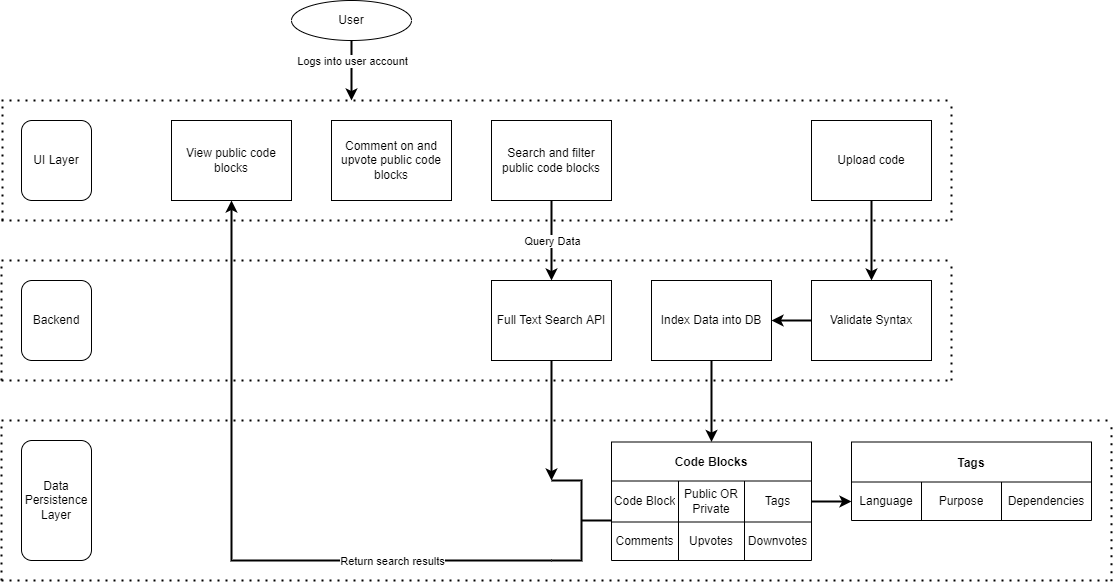 User
Logs into user account
UI Layer
View public code
blocks
Comment on and
upvote public code
blocks
Search and filter
public code blocks
Upload code
Query Data
Backend
Full Text Search API
Index Data into DB
Validate Syntax
Data
Persistence
Layer
Code Blocks
Code Block
Public OR
Private
Tags
Comments
Upvotes
Downvotes
Tags
Language
Purpose
Dependencies
Return search results